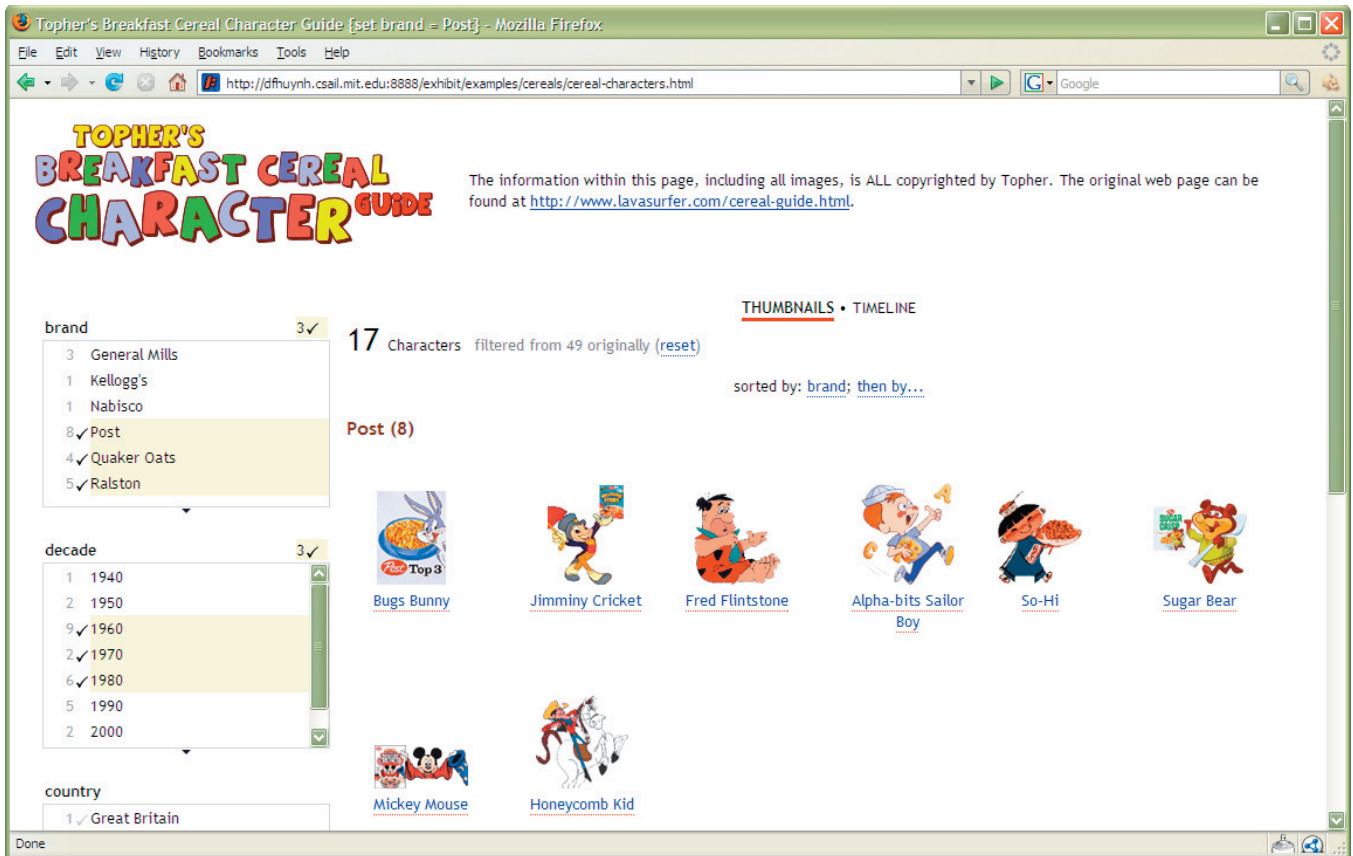 Topher's Breakfast Cereal Character Guide {set brand = Post} - Mozilla Firefox
File Edit View History Bookmarks Tools Help
http://dfhuynh.csail.mit.edu:8888/exhibit/examples/cereals/cereal-characters.html
G Google
TOPHER'S
BREAKFAST CEREAL
CHARACTER GUIDE
The information within this page, including all images, is ALL copyrighted by Topher. The original web page can be
found at http://www.lavasurfer.com/cereal-guide.html.
THUMBNAILS • TIMELINE
brand 3✓
3 General Mills
1 Kellogg's
1 Nabisco
8 ✓ Post
4 ✓ Quaker Oats
5 ✓ Ralston
17 Characters filtered from 49 originally (reset)
sorted by: brand; then by...
Post (8)
decade 3✓
1 1940
2 1950
9 ✓ 1960
2 ✓ 1970
6 ✓ 1980
5 1990
2 2000
Post Top 3
SUGAR
CRISP
A
C
B
Bugs Bunny
Jimminy Cricket
Fred Flintstone
Alpha-bits Sailor
Boy
So-Hi
Sugar Bear
Mickey Mouse
Honeycomb Kid
country
1 ✓ Great Britain
Done